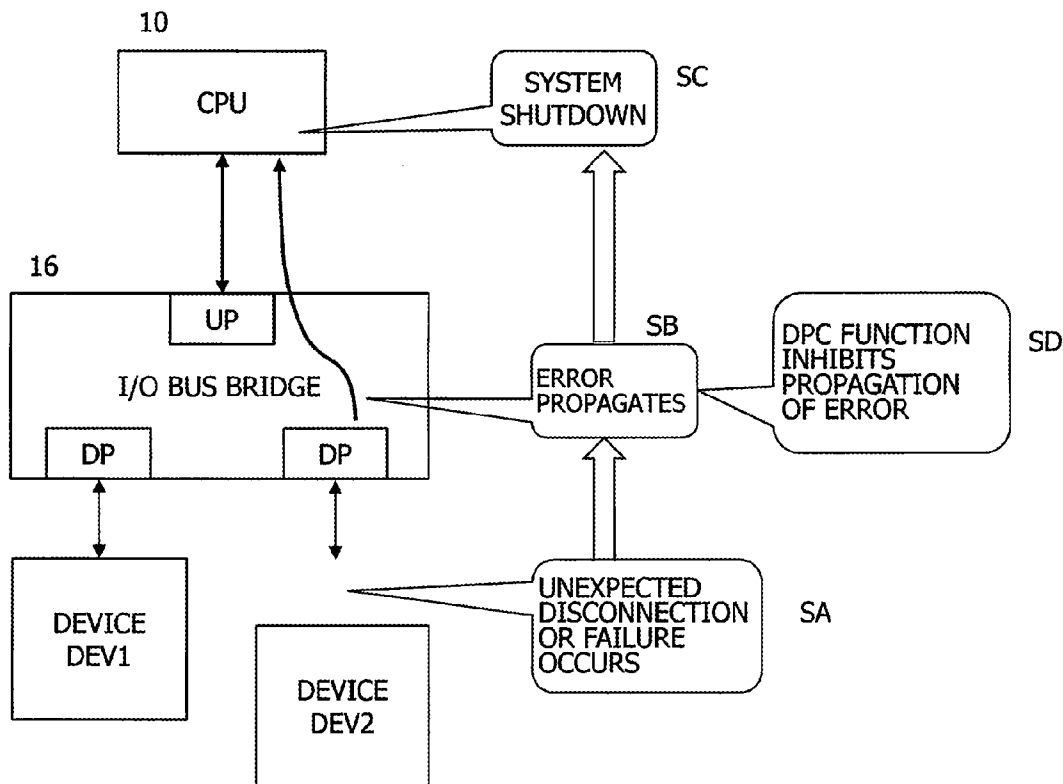 10
CPU
SYSTEM
SHUTDOWN
SC
16
UP
I/O BUS BRIDGE
DP
DP
SB
ERROR
PROPAGATES
DPC FUNCTION
INHIBITS
PROPAGATION
OF ERROR
SD
DEVICE
DEV1
DEVICE
DEV2
UNEXPECTED
DISCONNECTION
OR FAILURE
OCCURS
SA